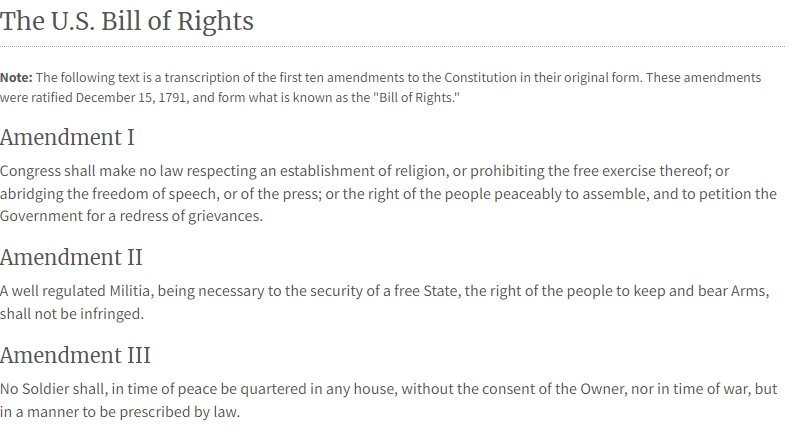 The U.S. Bill of Rights
Note: The following text is a transcription of the first ten amendments to the Constitution in their original form. These amendments
were ratified December 15, 1791, and form what is known as the "Bill of Rights."
Amendment I
Congress shall make no law respecting an establishment of religion, or prohibiting the free exercise thereof; or
abridging the freedom of speech, or of the press; or the right of the people peaceably to assemble, and to petition the
Government for a redress of grievances.
Amendment II
A well regulated Militia, being necessary to the security of a free State, the right of the people to keep and bear Arms,
shall not be infringed.
Amendment III
No Soldier shall, in time of peace be quartered in any house, without the consent of the Owner, nor in time of war, but
in a manner to be prescribed by law.